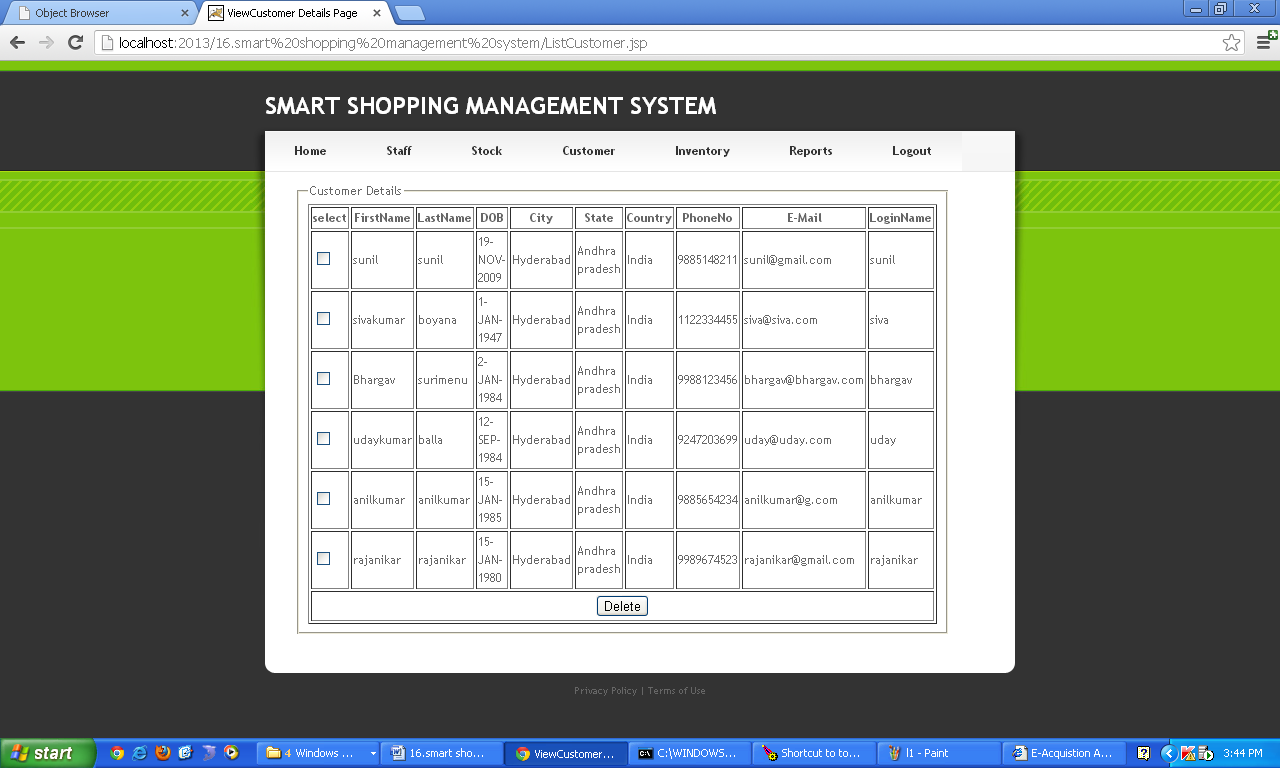 Object Browser
ViewCustomer Details Page
localhost:2013/16.smart%20shopping%20management%20system/ListCustomer.jsp
SMART SHOPPING MANAGEMENT SYSTEM
Home Staff Stock Customer Inventory Reports Logout
Customer Details
select FirstName LastName DOB City State Country PhoneNo E-Mail LoginName
sunil sunil 19-NOV-2009 Hyderabad Andhra pradesh India 9885148211 sunil@gmail.com sunil
sivakumar boyana 1-JAN-1947 Hyderabad Andhra pradesh India 1122334455 siva@siva.com siva
Bhargav surimenu 2-JAN-1984 Hyderabad Andhra pradesh India 9988123456 bhargav@bhargav.com bhargav
udaykumar balla 12-SEP-1984 Hyderabad Andhra pradesh India 9247203699 uday@uday.com uday
anilkumar anilkumar 15-JAN-1985 Hyderabad Andhra pradesh India 9885654234 anilkumar@g.com anilkumar
rajanikar rajanikar 15-JAN-1980 Hyderabad Andhra pradesh India 9989674523 rajanikar@gmail.com rajanikar
Delete
Privacy Policy | Terms of Use
start 4 Windows ... 16.smart sho... ViewCustomer... C:\WINDOWS... Shortcut to to... l1 - Paint E-Acquistion A... 3:44 PM